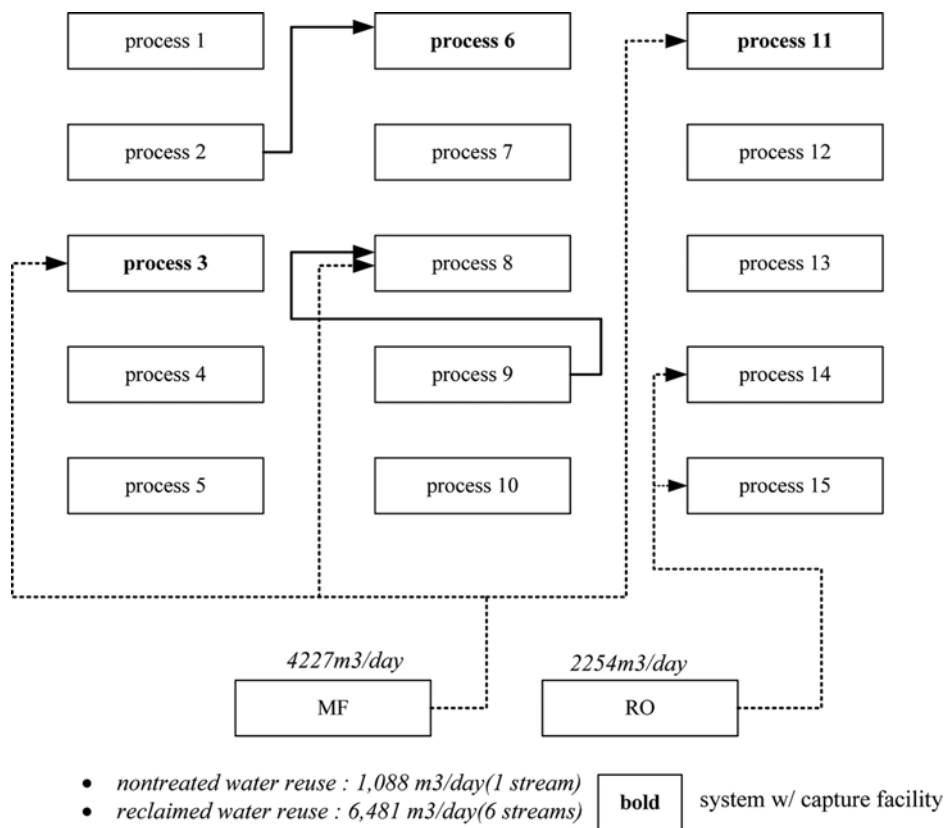 process 1
process 6
process 11
process 2
process 7
process 12
process 3
process 8
process 13
process 4
process 9
process 14
process 5
process 10
process 15
4227m3/day
2254m3/day
MF
RO
• nontreated water reuse : 1,088 m3/day(1 stream)
• reclaimed water reuse : 6,481 m3/day(6 streams)
bold
system w/ capture facility